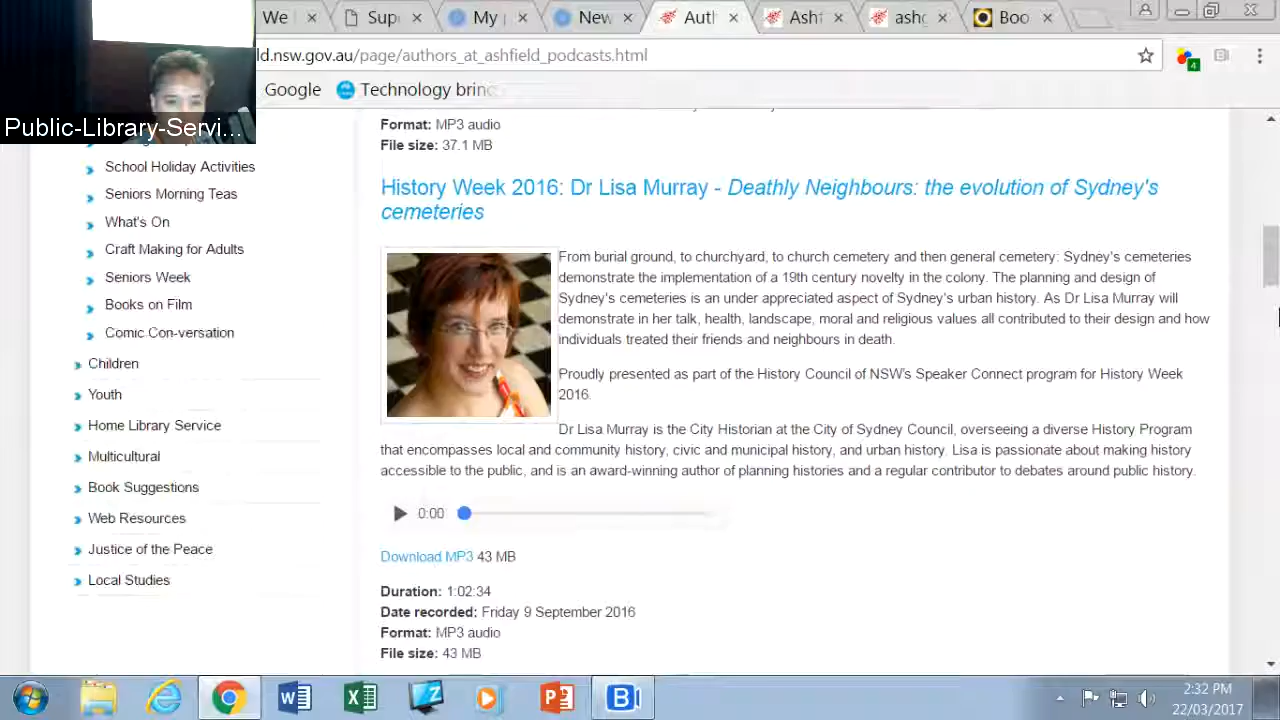 We
Sup
My
New
Auth
Ashf
ashc
Boo
ld.nsw.gov.au/page/authors_at_ashfield_podcasts.html
4
B
Google
Technology brinc
Public-Library-Servi...
Format: MP3 audio
File size: 37.1 MB
School Holiday Activities
Seniors Morning Teas
What's On
Craft Making for Adults
Seniors Week
Books on Film
Comic Con-versation
Children
Youth
Home Library Service
Multicultural
Book Suggestions
Web Resources
Justice of the Peace
Local Studies
History Week 2016: Dr Lisa Murray - Deathly Neighbours: the evolution of Sydney's
cemeteries
From burial ground, to churchyard, to church cemetery and then general cemetery: Sydney's cemeteries
demonstrate the implementation of a 19th century novelty in the colony. The planning and design of
Sydney's cemeteries is an under appreciated aspect of Sydney's urban history. As Dr Lisa Murray will
demonstrate in her talk, health, landscape, moral and religious values all contributed to their design and how
individuals treated their friends and neighbours in death.
Proudly presented as part of the History Council of NSW's Speaker Connect program for History Week
2016.
Dr Lisa Murray is the City Historian at the City of Sydney Council, overseeing a diverse History Program
that encompasses local and community history, civic and municipal history, and urban history. Lisa is passionate about making history
accessible to the public, and is an award-winning author of planning histories and a regular contributor to debates around public history.
0:00
Download MP3 43 MB
Duration: 1:02:34
Date recorded: Friday 9 September 2016
Format: MP3 audio
File size: 43 MB
2:32 PM
22/03/2017